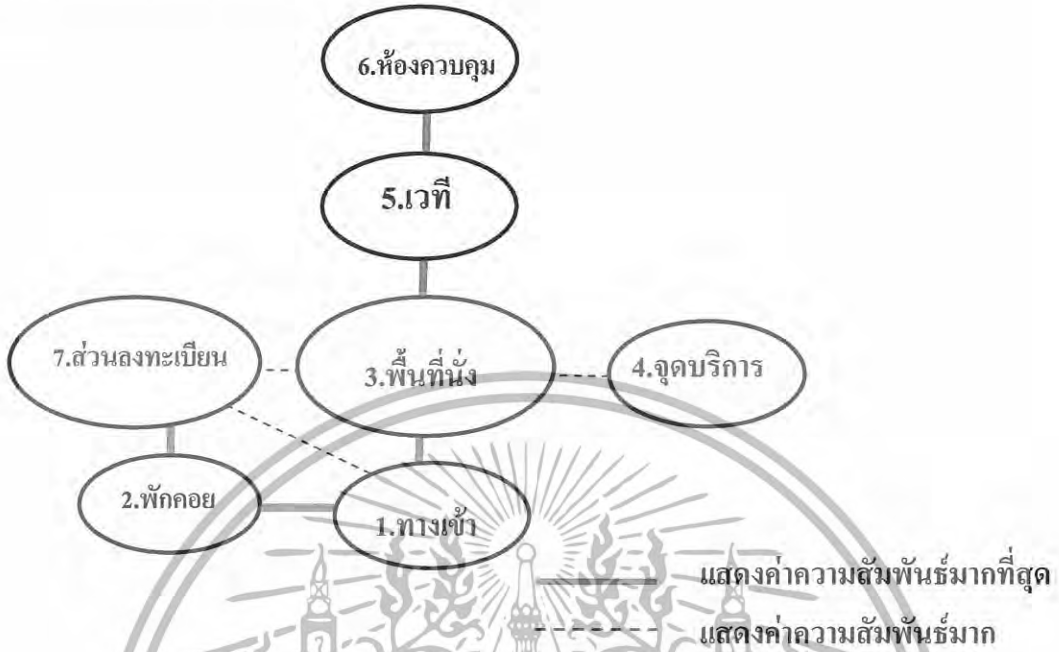 6.ห้องควบคุม
5.เวที
7.ส่วนลงทะเบียน
3.พื้นที่นั่ง
4.จุดบริการ
2.พักคอย
1.ทางเข้า
แสดงค่าความสัมพันธ์มากที่สุด
แสดงค่าความสัมพันธ์มาก